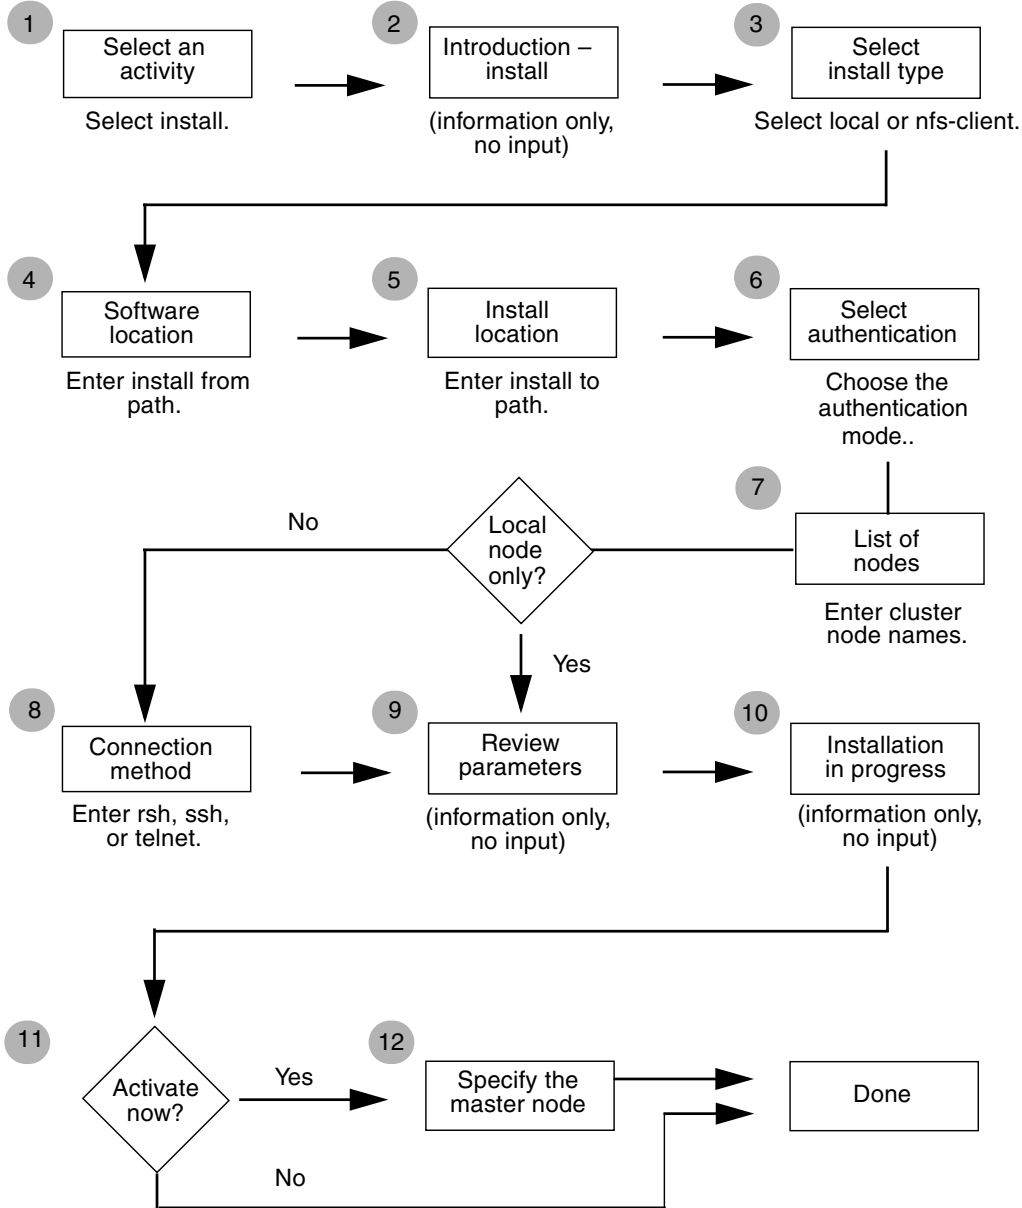 1
Select an
activity
Select install.
2
Introduction –
install
(information only,
no input)
3
Select
install type
Select local or nfs-client.
4
Software
location
Enter install from
path.
5
Install
location
Enter install to
path.
6
Select
authentication
Choose the
authentication
mode..
7
List of
nodes
Enter cluster
node names.
Local
node
only?
No
Yes
8
Connection
method
Enter rsh, ssh,
or telnet.
9
Review
parameters
(information only,
no input)
10
Installation
in progress
(information only,
no input)
11
Activate
now?
Yes
No
12
Specify the
master node
Done